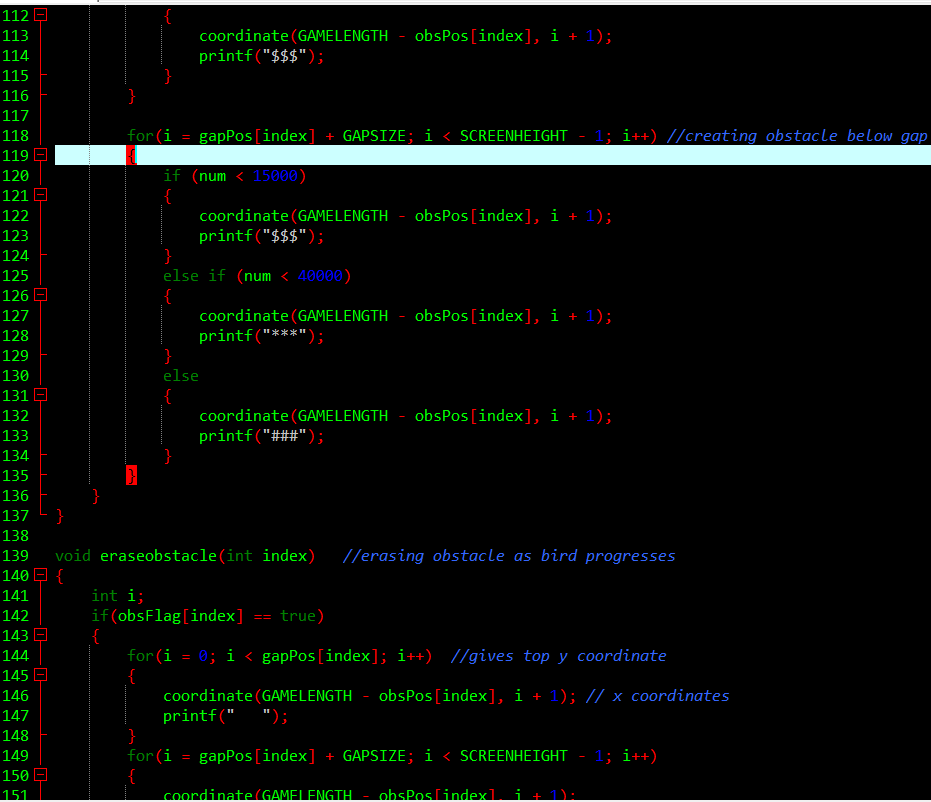 112 {
113 coordinate(GAMELENGTH - obsPos[index], i + 1);
114 printf("$$$");
115 }
116 }
117
118 for(i = gapPos[index] + GAPSIZE; i < SCREENHEIGHT - 1; i++) //creating obstacle below gap
119 {
120 if (num < 15000)
121 {
122 coordinate(GAMELENGTH - obsPos[index], i + 1);
123 printf("$$$");
124 }
125 else if (num < 40000)
126 {
127 coordinate(GAMELENGTH - obsPos[index], i + 1);
128 printf("***");
129 }
130 else
131 {
132 coordinate(GAMELENGTH - obsPos[index], i + 1);
133 printf("###");
134 }
135 }
136 }
137 }
138
139 void eraseobstacle(int index) //erasing obstacle as bird progresses
140 {
141 int i;
142 if(obsFlag[index] == true)
143 {
144 for(i = 0; i < gapPos[index]; i++) //gives top y coordinate
145 {
146 coordinate(GAMELENGTH - obsPos[index], i + 1); // x coordinates
147 printf("   ");
148 }
149 for(i = gapPos[index] + GAPSIZE; i < SCREENHEIGHT - 1; i++)
150 {
151 coordinate(GAMELENGTH - obsPos[index], i + 1);